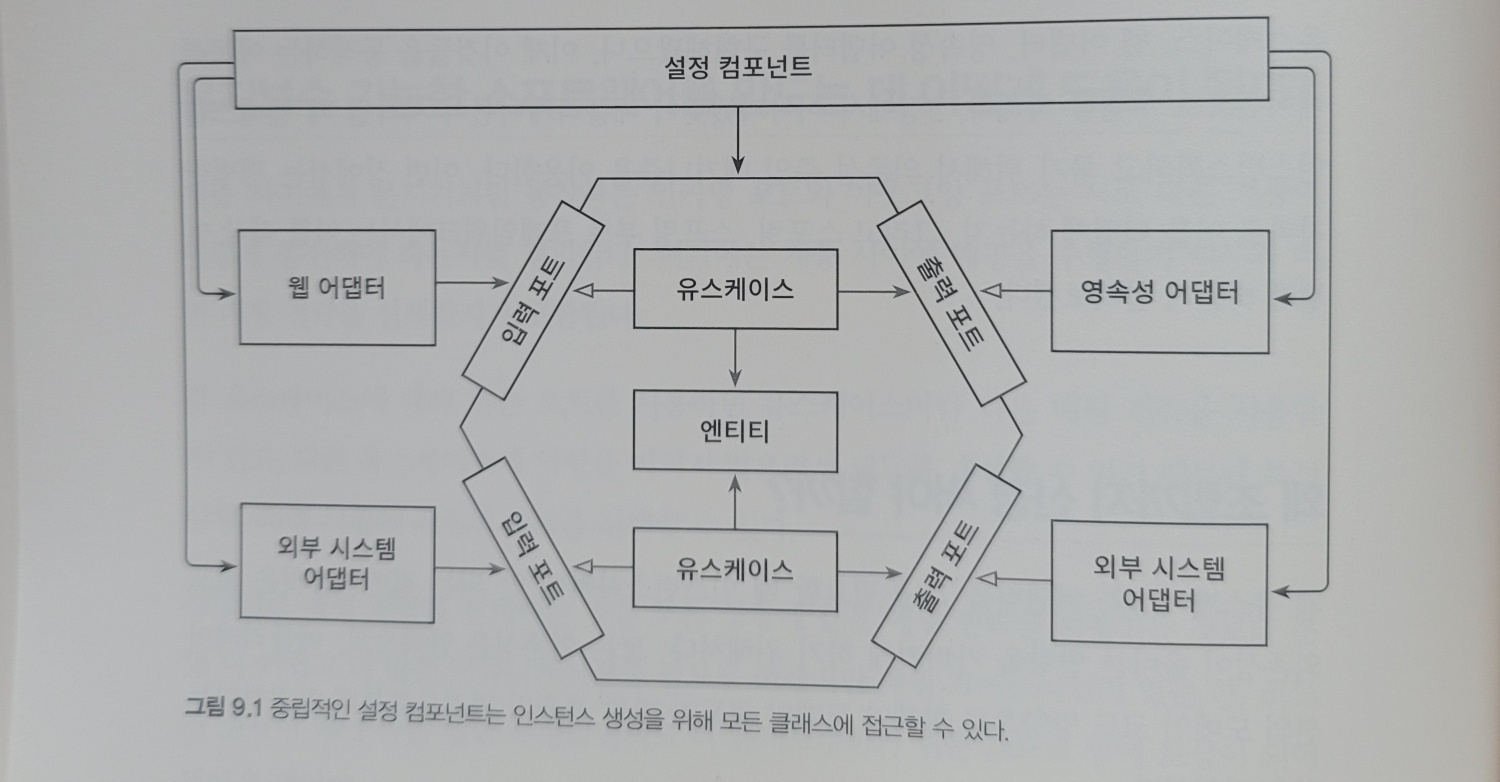 설정 컴포넌트
웹 어댑터
입력 포트
유스케이스
출력 포트
영속성 어댑터
엔티티
외부 시스템
어댑터
입력 포트
유스케이스
출력 포트
외부 시스템
어댑터
그림 9.1 중립적인 설정 컴포넌트는 인스턴스 생성을 위해 모든 클래스에 접근할 수 있다.